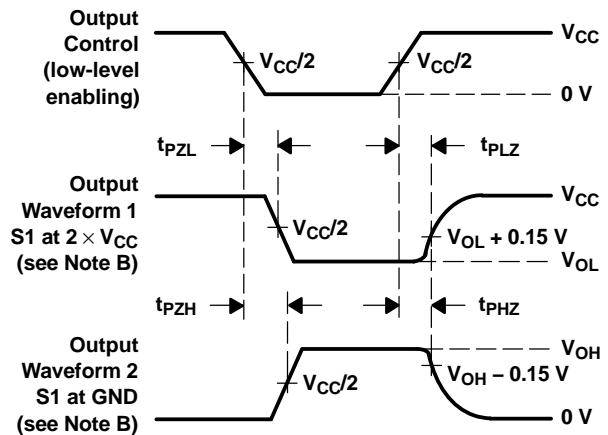 Output
Control
(low-level
enabling)
VCC/2
VCC/2
VCC
0 V
tPZL
tPLZ
Output
Waveform 1
S1 at 2 × VCC
(see Note B)
VCC/2
VCC
VOL + 0.15 V
VOL
tPZH
tPHZ
Output
Waveform 2
S1 at GND
(see Note B)
VCC/2
VOH
VOH – 0.15 V
0 V